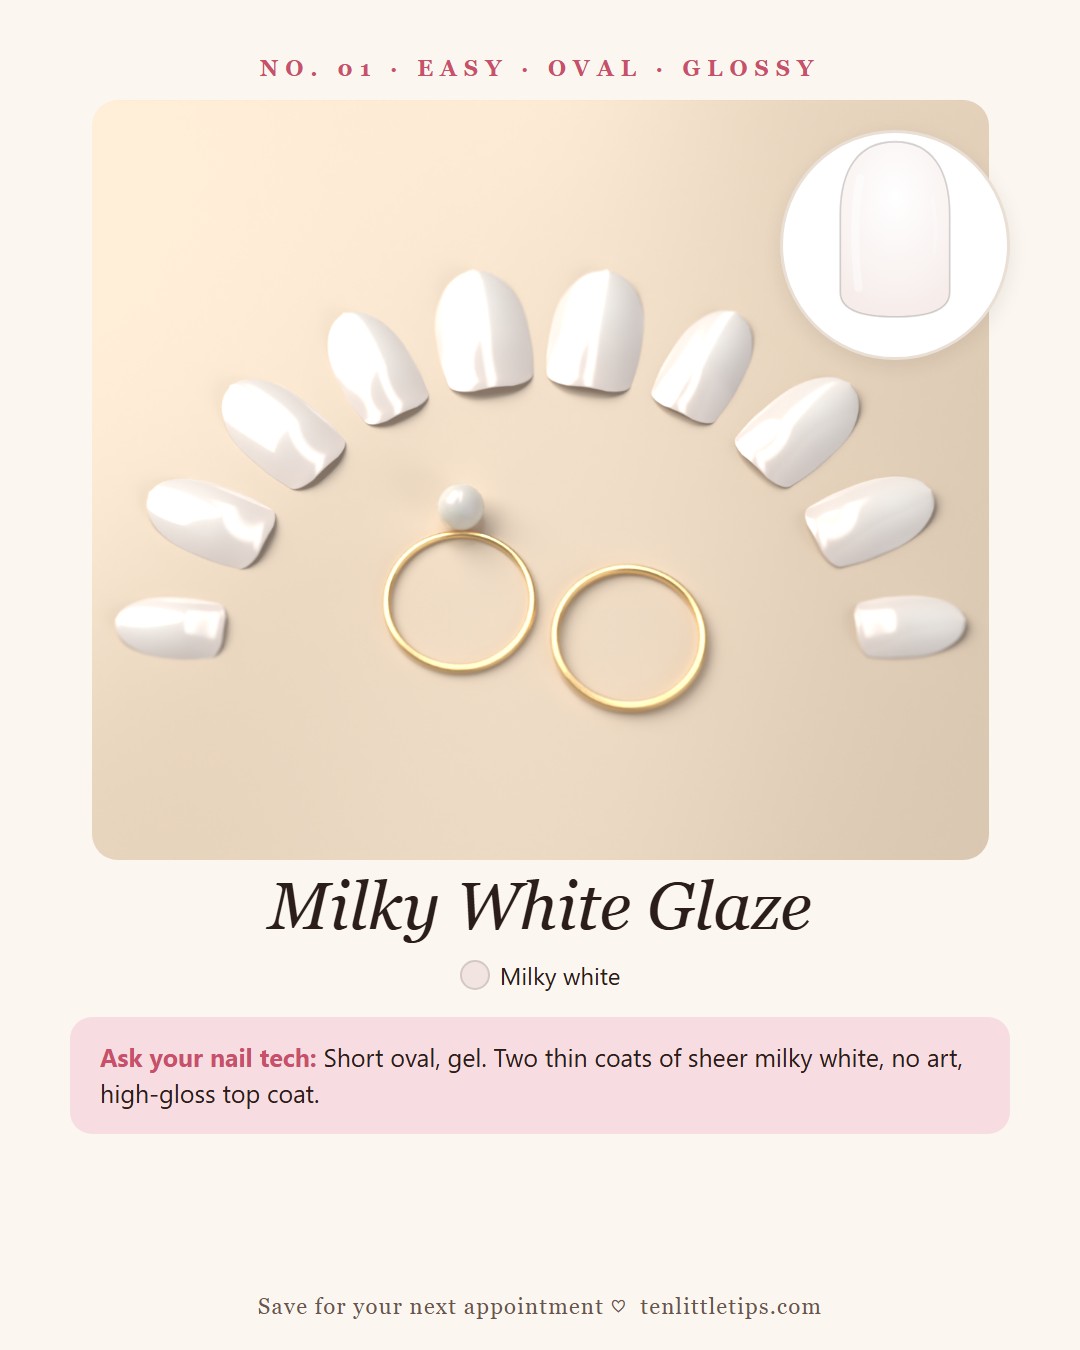 NO. 01 · EASY · OVAL · GLOSSY
Milky White Glaze
Milky white
Ask your nail tech: Short oval, gel. Two thin coats of sheer milky white, no art,
high-gloss top coat.
Save for your next appointment ♡ tenlittletips.com